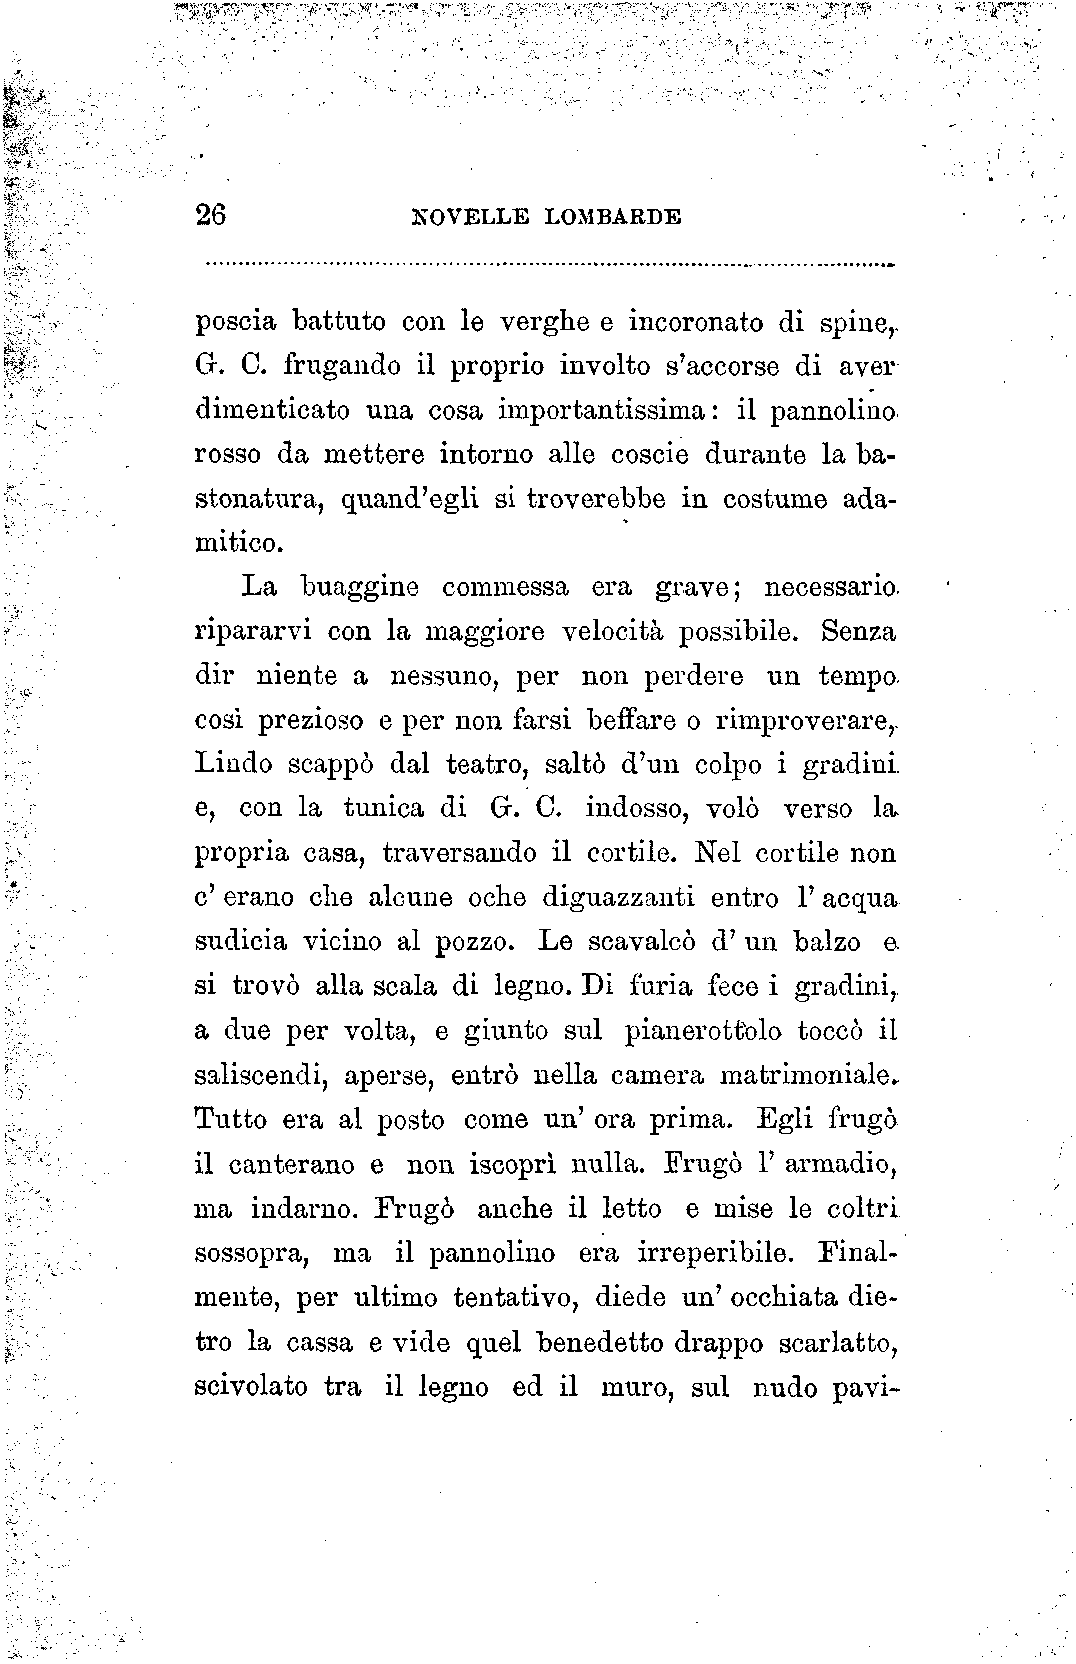 26 NOVELLE LOMBARDE
poscia battuto con le verghe e incoronato di spine,
G. C. frugando il proprio involto s'accorse di aver
dimenticato una cosa importantissima: il pannolino
rosso da mettere intorno alle coscie durante la ba-
stonatura, quand'egli si troverebbe in costume ada-
mitico.
La buaggine commessa era grave; necessario
ripararvi con la maggiore velocità possibile. Senza
dir niente a nessuno, per non perdere un tempo
così prezioso e per non farsi beffare o rimproverare,
Lindo scappò dal teatro, saltò d'un colpo i gradini
e, con la tunica di G. C. indosso, volò verso la
propria casa, traversando il cortile. Nel cortile non
c' erano che alcune oche diguazzanti entro l' acqua
sudicia vicino al pozzo. Le scavalcò d' un balzo e
si trovò alla scala di legno. Di furia fece i gradini,
a due per volta, e giunto sul pianerottolo toccò il
saliscendi, aperse, entrò nella camera matrimoniale.
Tutto era al posto come un' ora prima. Egli frugò
il canterano e non iscoprì nulla. Frugò l' armadio,
ma indarno. Frugò anche il letto e mise le coltri
sossopra, ma il pannolino era irreperibile. Final-
mente, per ultimo tentativo, diede un' occhiata die-
tro la cassa e vide quel benedetto drappo scarlatto,
scivolato tra il legno ed il muro, sul nudo pavi-